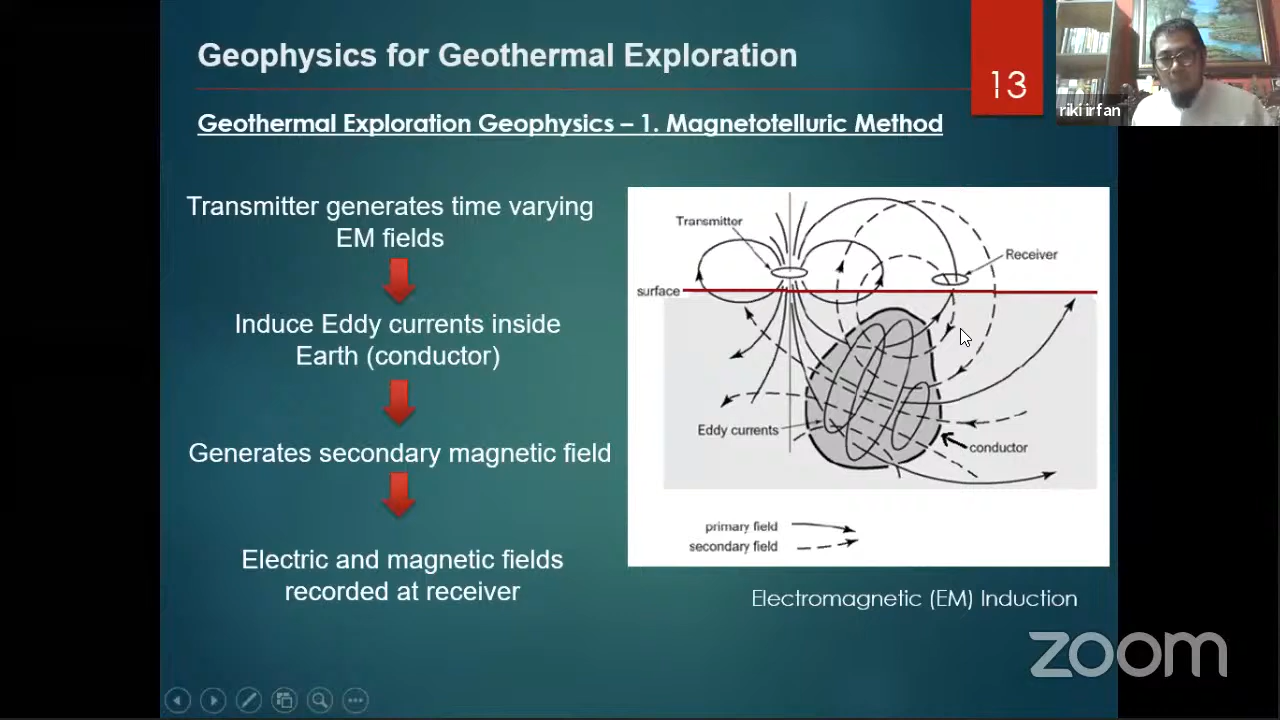 Geophysics for Geothermal Exploration
13
riki irfan
Geothermal Exploration Geophysics – 1. Magnetotelluric Method
Transmitter generates time varying
EM fields
Induce Eddy currents inside
Earth (conductor)
Generates secondary magnetic field
Electric and magnetic fields
recorded at receiver
Transmittor
Receiver
surface
Eddy currents
conductor
primary field
secondary field
Electromagnetic (EM) Induction
zoom